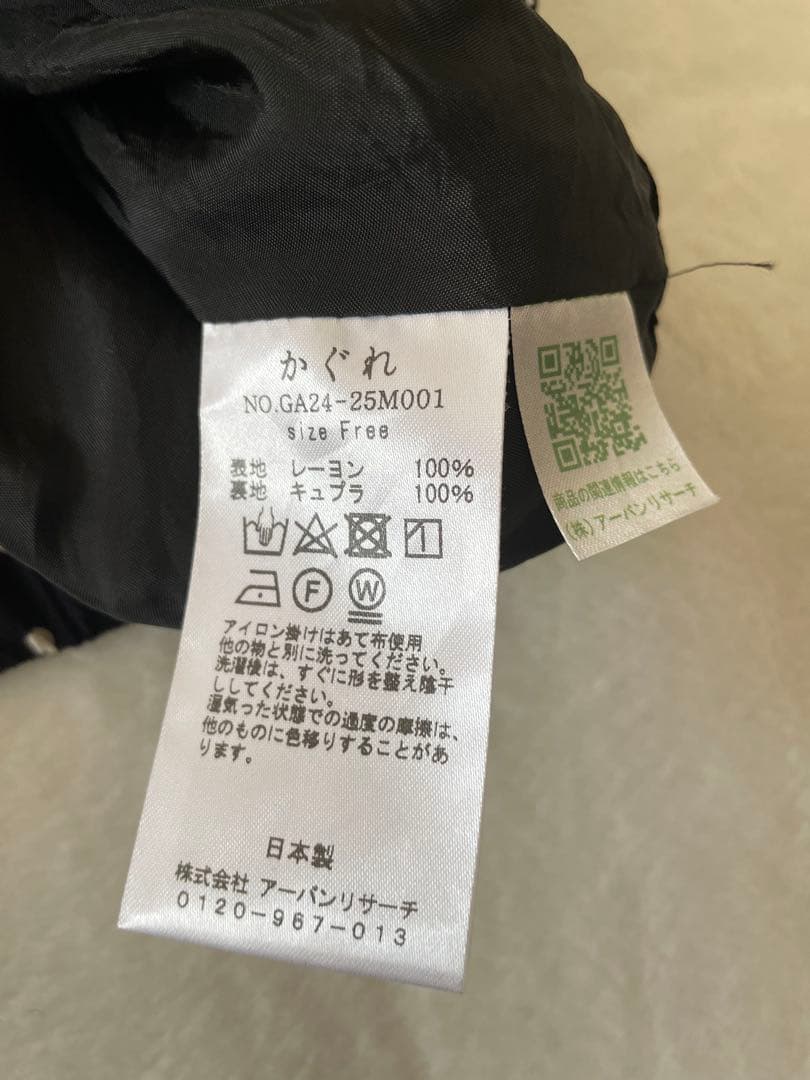 かぐれ
NO.GA24-25M001
size Free
表地 レーヨン 100%
裏地 キュプラ 100%
F W
アイロン掛けはあて布使用
他の物と別に洗ってください。
洗濯後は、すぐに形を整え陰干
ししてください。
湿気った状態での過度の摩擦は、
他のものに色移りすることがあ
ります。
日本製
株式会社 アーバンリサーチ
0120-967-013
商品の関連情報はこちら
(株)アーバンリサーチ